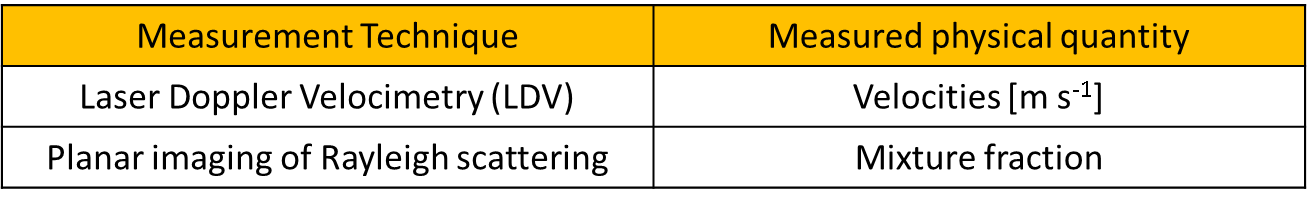 Measurement Technique Measured physical quantity
Laser Doppler Velocimetry (LDV) Velocities [m s-1]
Planar imaging of Rayleigh scattering Mixture fraction